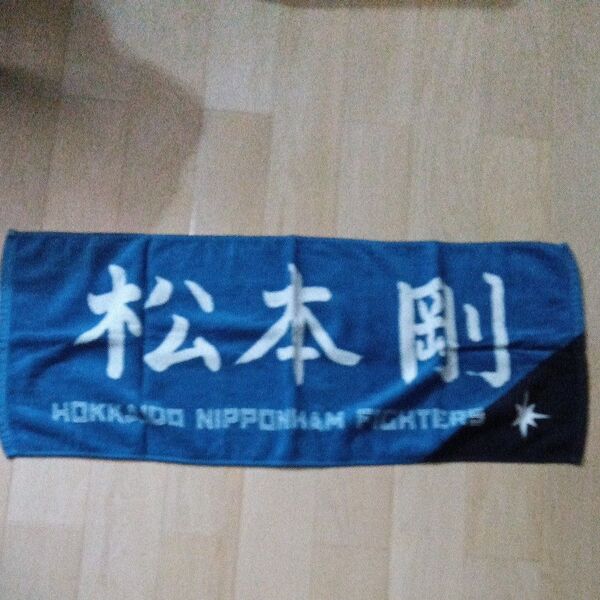 松本 剛
HOKKAIDO NIPPONHAM FIGHTERS